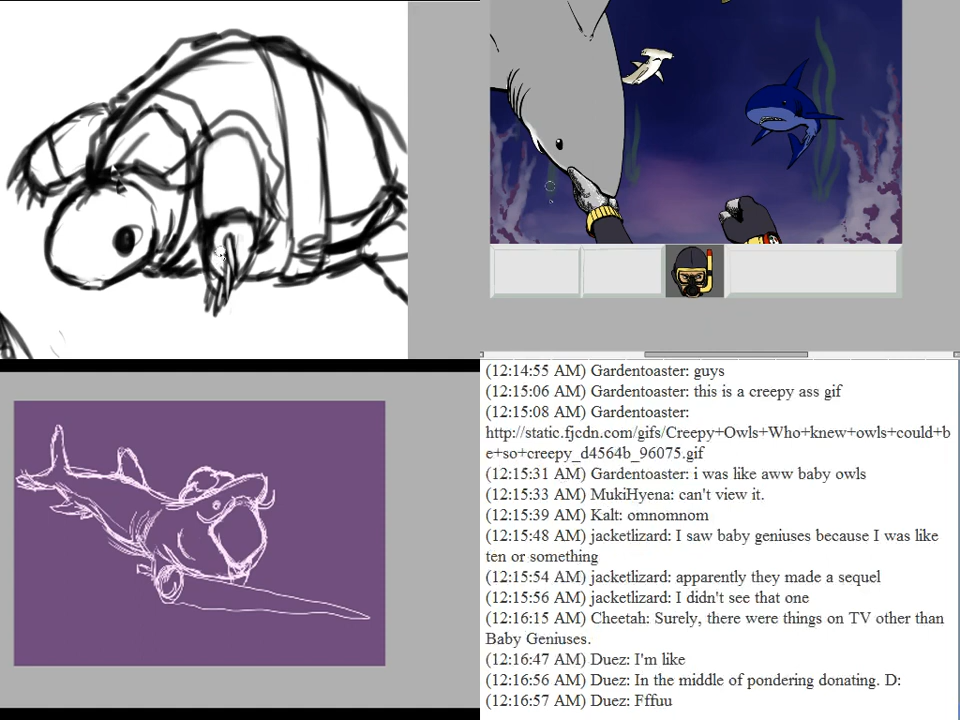 (12:14:55 AM) Gardentoaster: guys
(12:15:06 AM) Gardentoaster: this is a creepy ass gif
(12:15:08 AM) Gardentoaster:
http://static.fjcdn.com/gifs/Creepy+Owls+Who+knew+owls+could+b
e+so+creepy_d4564b_96075.gif
(12:15:31 AM) Gardentoaster: i was like aww baby owls
(12:15:33 AM) MukiHyena: can't view it.
(12:15:39 AM) Kalt: omnomnom
(12:15:48 AM) jacketlizard: I saw baby geniuses because I was like
ten or something
(12:15:54 AM) jacketlizard: apparently they made a sequel
(12:15:56 AM) jacketlizard: I didn't see that one
(12:16:15 AM) Cheetah: Surely, there were things on TV other than
Baby Geniuses.
(12:16:47 AM) Duez: I'm like
(12:16:56 AM) Duez: In the middle of pondering donating. D:
(12:16:57 AM) Duez: Fffuu